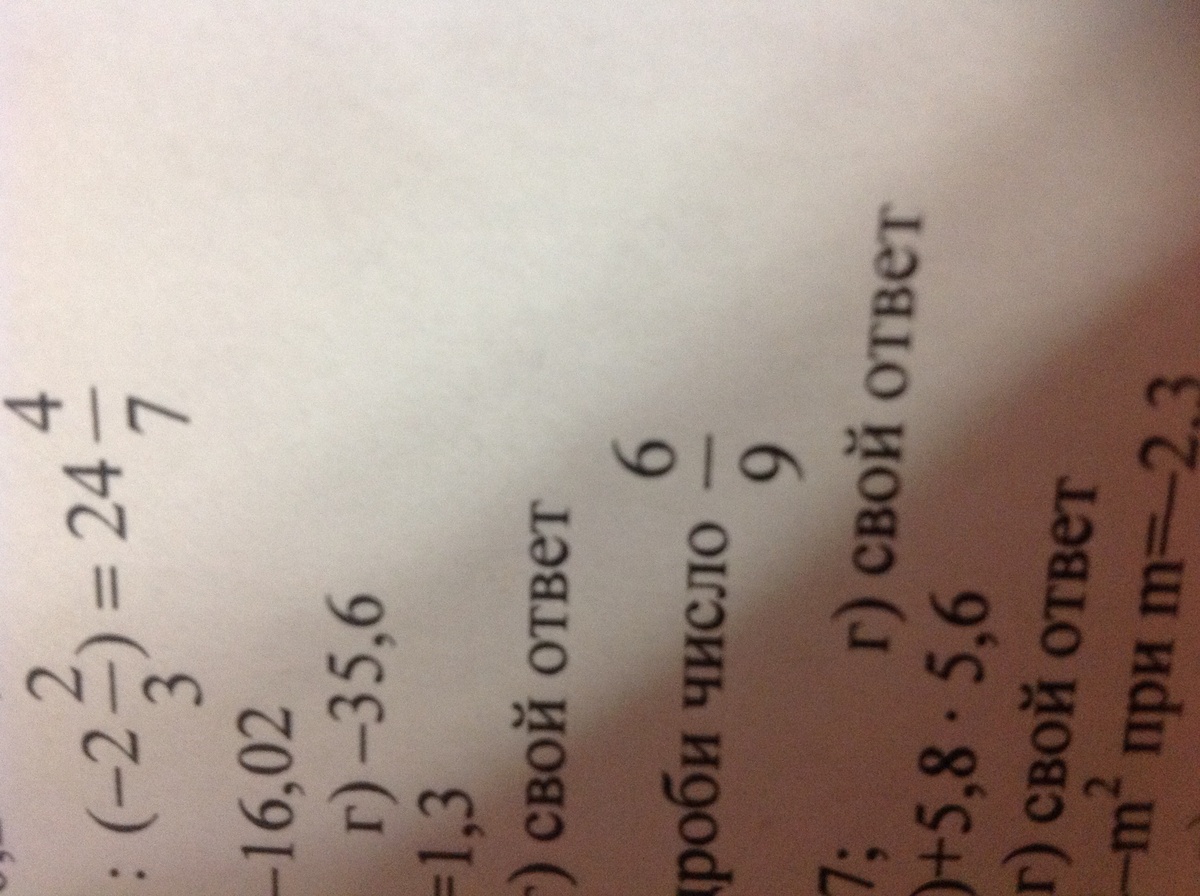 : (−2 2/3) = 24 4/7
−16,02
г) −35,6
=1,3
) свой ответ
дроби число 6/9
7; г) свой ответ
)+5,8 · 5,6
г) свой ответ
−m² при m=−2,3